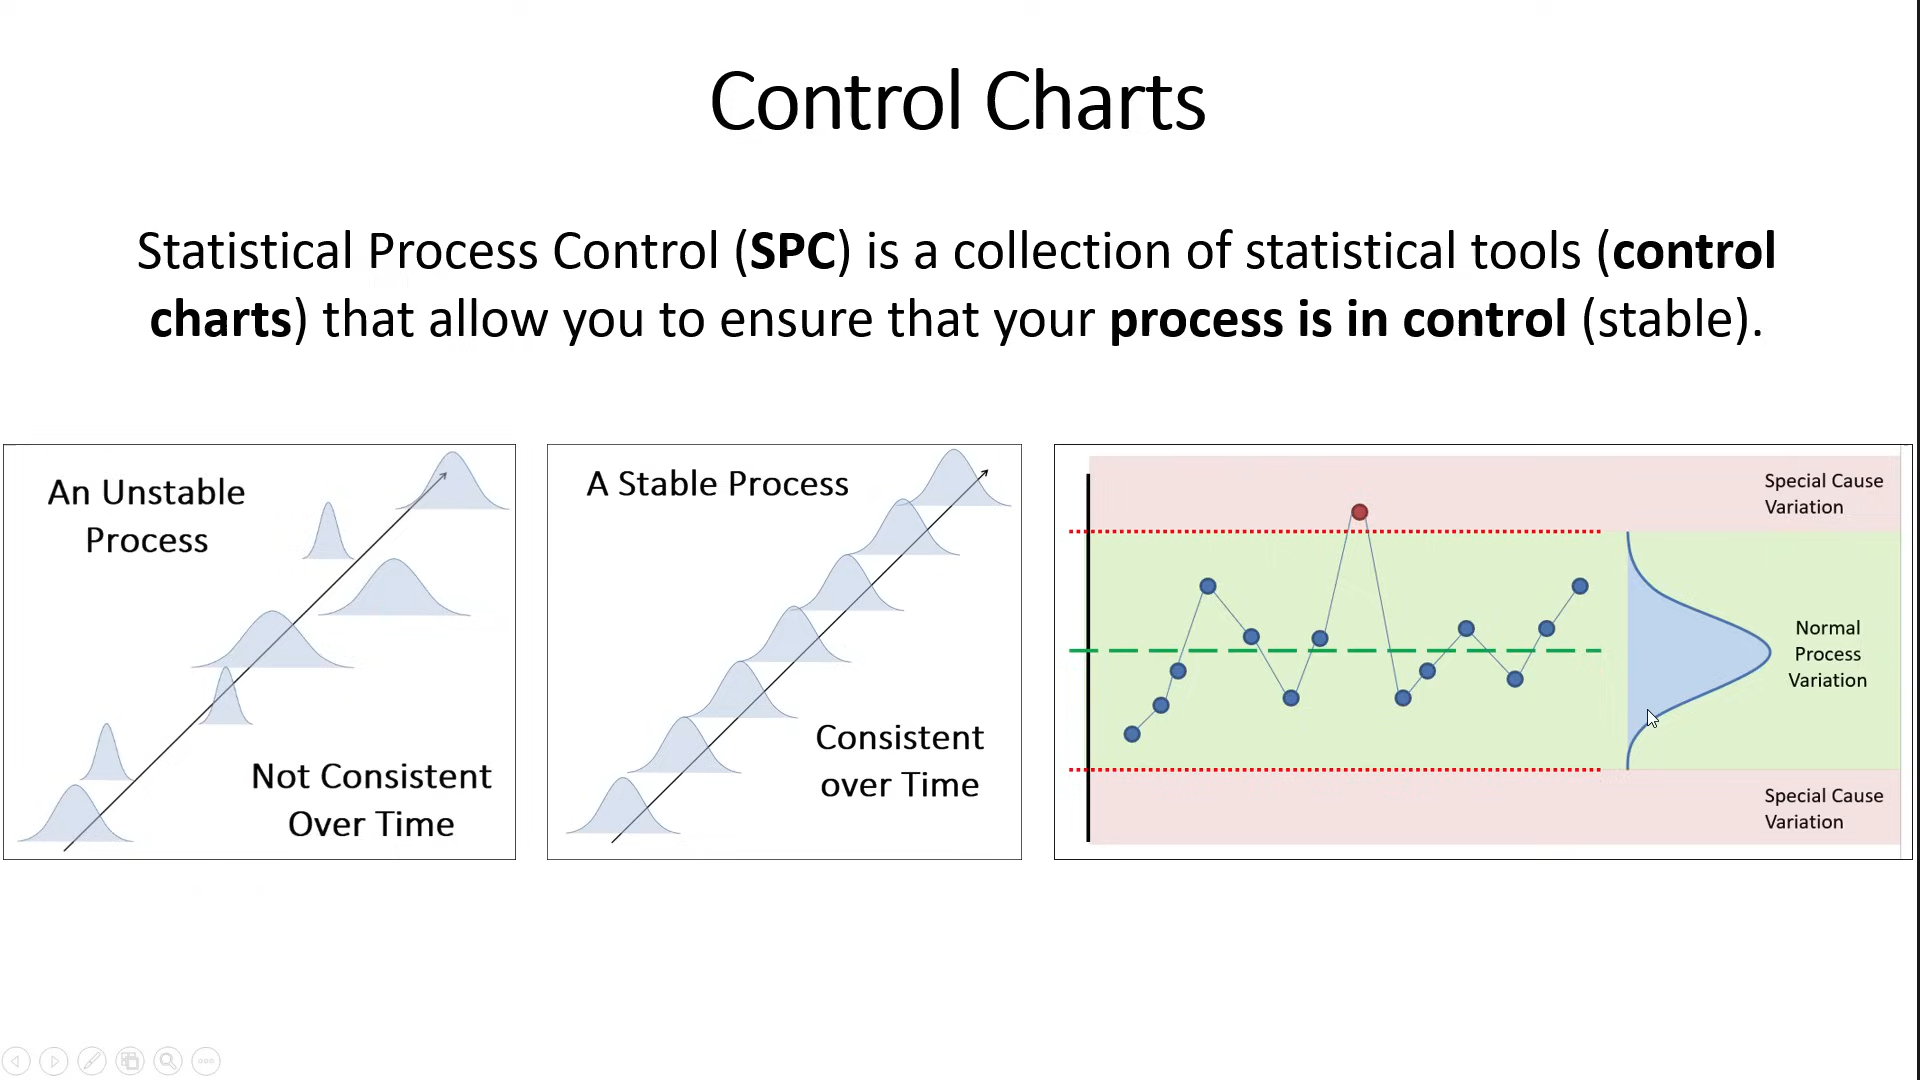 Control Charts
Statistical Process Control (SPC) is a collection of statistical tools (control
charts) that allow you to ensure that your process is in control (stable).
An Unstable
Process
Not Consistent
Over Time
A Stable Process
Consistent
over Time
Special Cause
Variation
Normal
Process
Variation
Special Cause
Variation